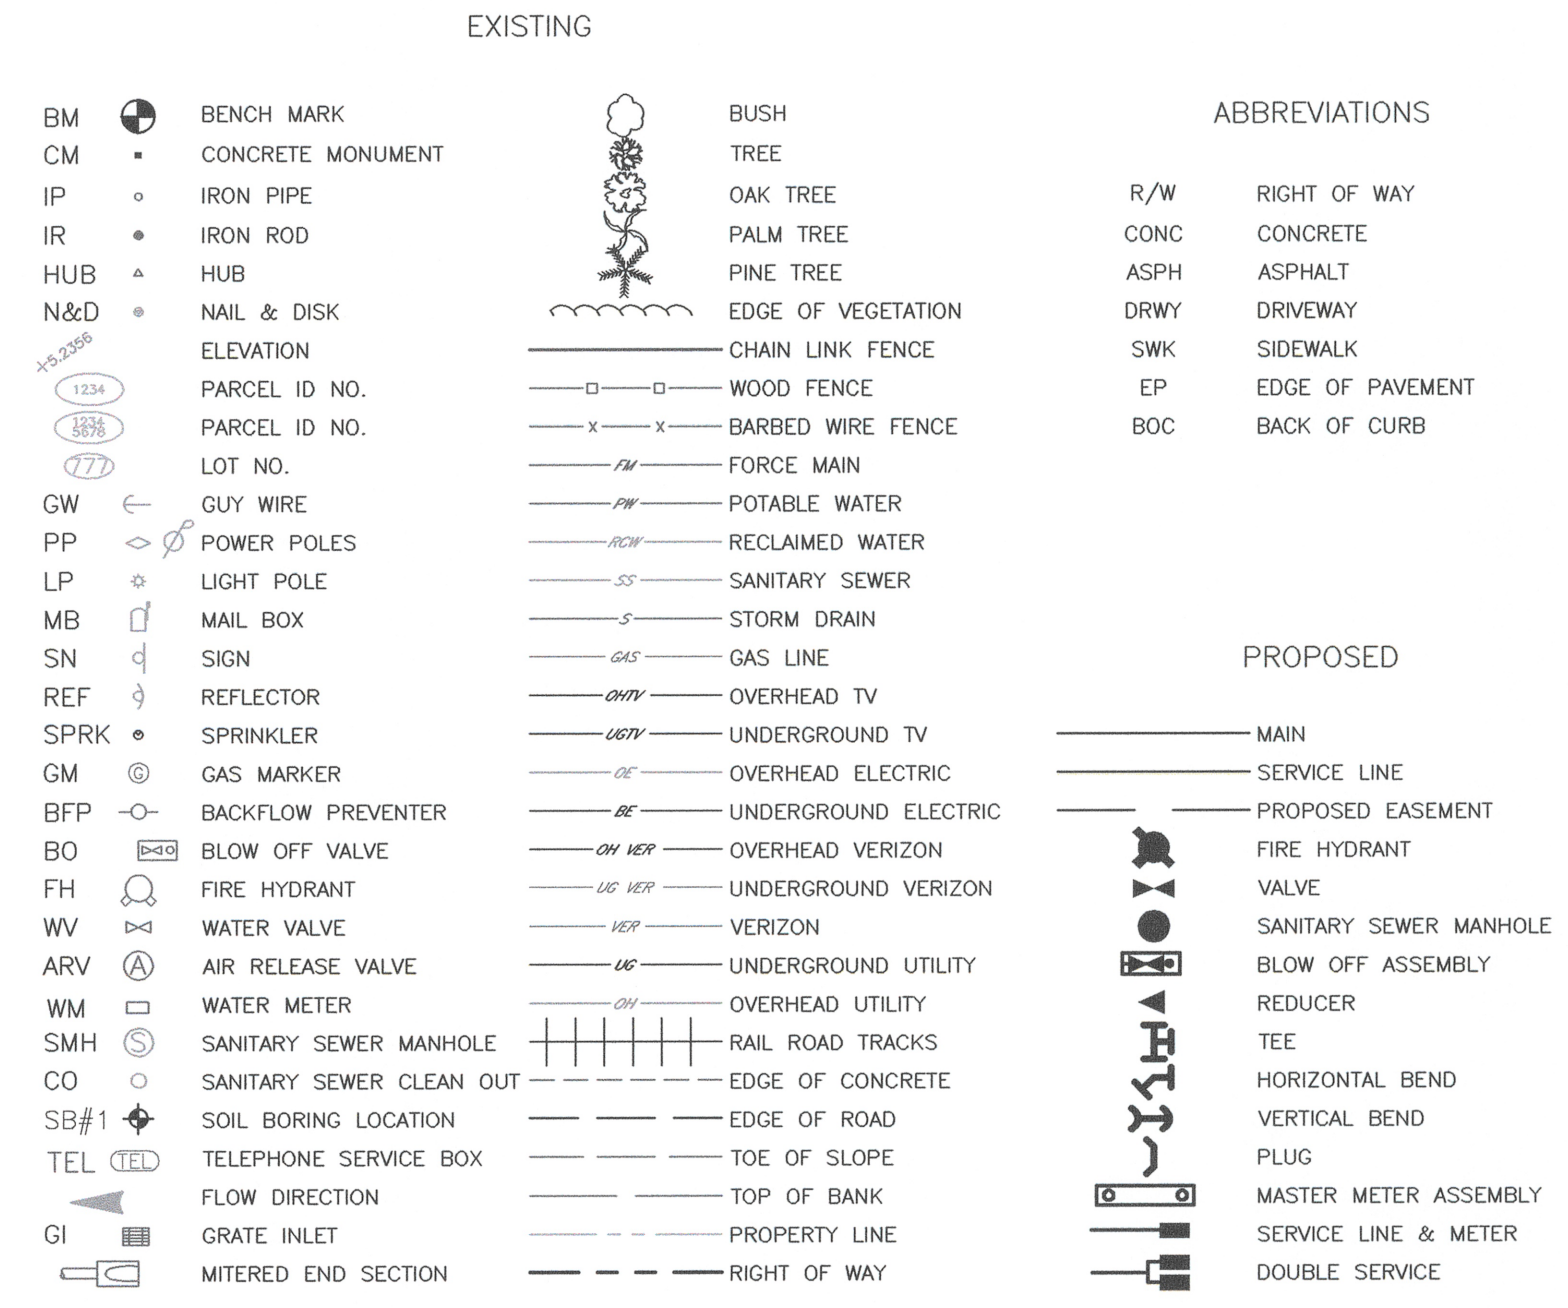 EXISTING
BM BENCH MARK
CM CONCRETE MONUMENT
IP IRON PIPE
IR IRON ROD
HUB HUB
N&D NAIL & DISK
+5.2356 ELEVATION
1234 PARCEL ID NO.
1234
5678 PARCEL ID NO.
777 LOT NO.
GW GUY WIRE
PP POWER POLES
LP LIGHT POLE
MB MAIL BOX
SN SIGN
REF REFLECTOR
SPRK SPRINKLER
GM G GAS MARKER
BFP BACKFLOW PREVENTER
BO BLOW OFF VALVE
FH FIRE HYDRANT
WV WATER VALVE
ARV A AIR RELEASE VALVE
WM WATER METER
SMH S SANITARY SEWER MANHOLE
CO SANITARY SEWER CLEAN OUT
SB#1 SOIL BORING LOCATION
TEL TEL TELEPHONE SERVICE BOX
FLOW DIRECTION
GI GRATE INLET
MITERED END SECTION
BUSH
TREE
OAK TREE
PALM TREE
PINE TREE
EDGE OF VEGETATION
CHAIN LINK FENCE
WOOD FENCE
x x BARBED WIRE FENCE
FM FORCE MAIN
PW POTABLE WATER
RCW RECLAIMED WATER
SS SANITARY SEWER
S STORM DRAIN
GAS GAS LINE
OHTV OVERHEAD TV
UGTV UNDERGROUND TV
OE OVERHEAD ELECTRIC
BE UNDERGROUND ELECTRIC
OH VER OVERHEAD VERIZON
UG VER UNDERGROUND VERIZON
VER VERIZON
UG UNDERGROUND UTILITY
OH OVERHEAD UTILITY
RAIL ROAD TRACKS
EDGE OF CONCRETE
EDGE OF ROAD
TOE OF SLOPE
TOP OF BANK
PROPERTY LINE
RIGHT OF WAY
ABBREVIATIONS
R/W RIGHT OF WAY
CONC CONCRETE
ASPH ASPHALT
DRWY DRIVEWAY
SWK SIDEWALK
EP EDGE OF PAVEMENT
BOC BACK OF CURB
PROPOSED
MAIN
SERVICE LINE
PROPOSED EASEMENT
FIRE HYDRANT
VALVE
SANITARY SEWER MANHOLE
BLOW OFF ASSEMBLY
REDUCER
TEE
HORIZONTAL BEND
VERTICAL BEND
PLUG
MASTER METER ASSEMBLY
SERVICE LINE & METER
DOUBLE SERVICE